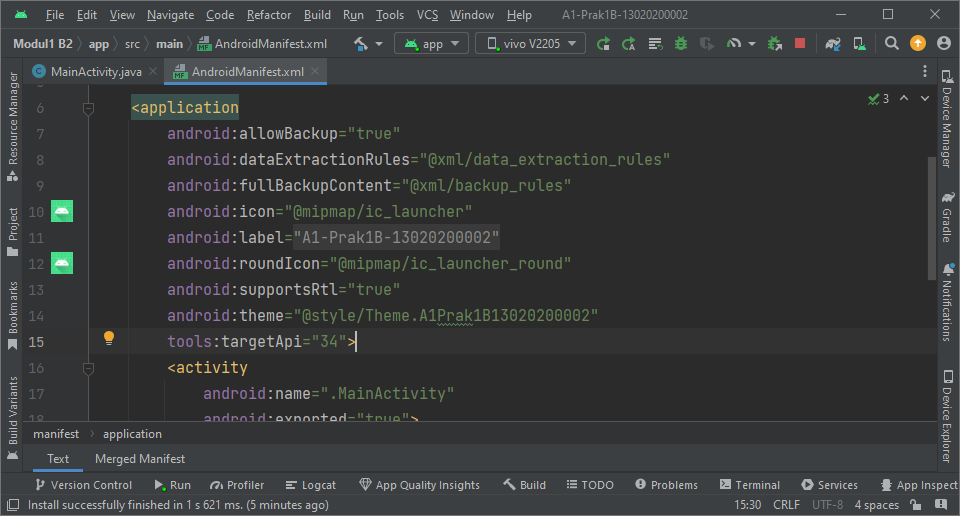 File Edit View Navigate Code Refactor Build Run Tools VCS Window Help A1-Prak1B-13020200002
Modul1 B2 app src main AndroidManifest.xml app vivo V2205
MainActivity.java AndroidManifest.xml
6 <application
7 android:allowBackup="true"
8 android:dataExtractionRules="@xml/data_extraction_rules"
9 android:fullBackupContent="@xml/backup_rules"
10 android:icon="@mipmap/ic_launcher"
11 android:label="A1-Prak1B-13020200002"
12 android:roundIcon="@mipmap/ic_launcher_round"
13 android:supportsRtl="true"
14 android:theme="@style/Theme.A1Prak1B13020200002"
15 tools:targetApi="34">
16 <activity
17 android:name=".MainActivity"
18 android:exported="true">
3
Resource Manager
Project
Bookmarks
Build Variants
Device Manager
Gradle
Notifications
Device Explorer
manifest application
Text Merged Manifest
Version Control Run Profiler Logcat App Quality Insights Build TODO Problems Terminal Services App Inspect
Install successfully finished in 1 s 621 ms. (5 minutes ago) 15:30 CRLF UTF-8 4 spaces